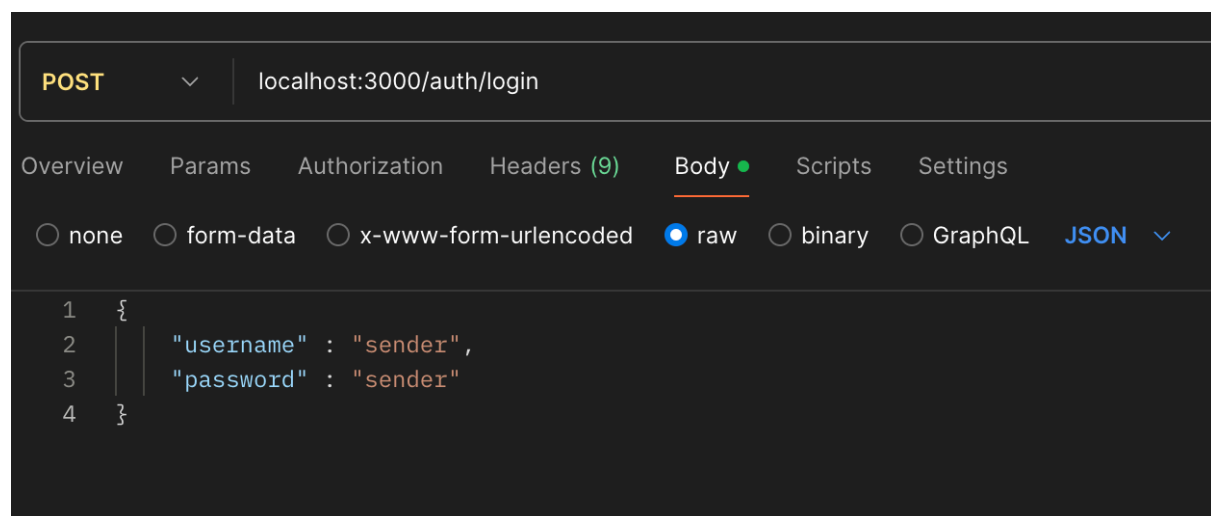 POST localhost:3000/auth/login
Overview Params Authorization Headers (9) Body Scripts Settings
none form-data x-www-form-urlencoded raw binary GraphQL JSON
1 {
2 "username" : "sender",
3 "password" : "sender"
4 }